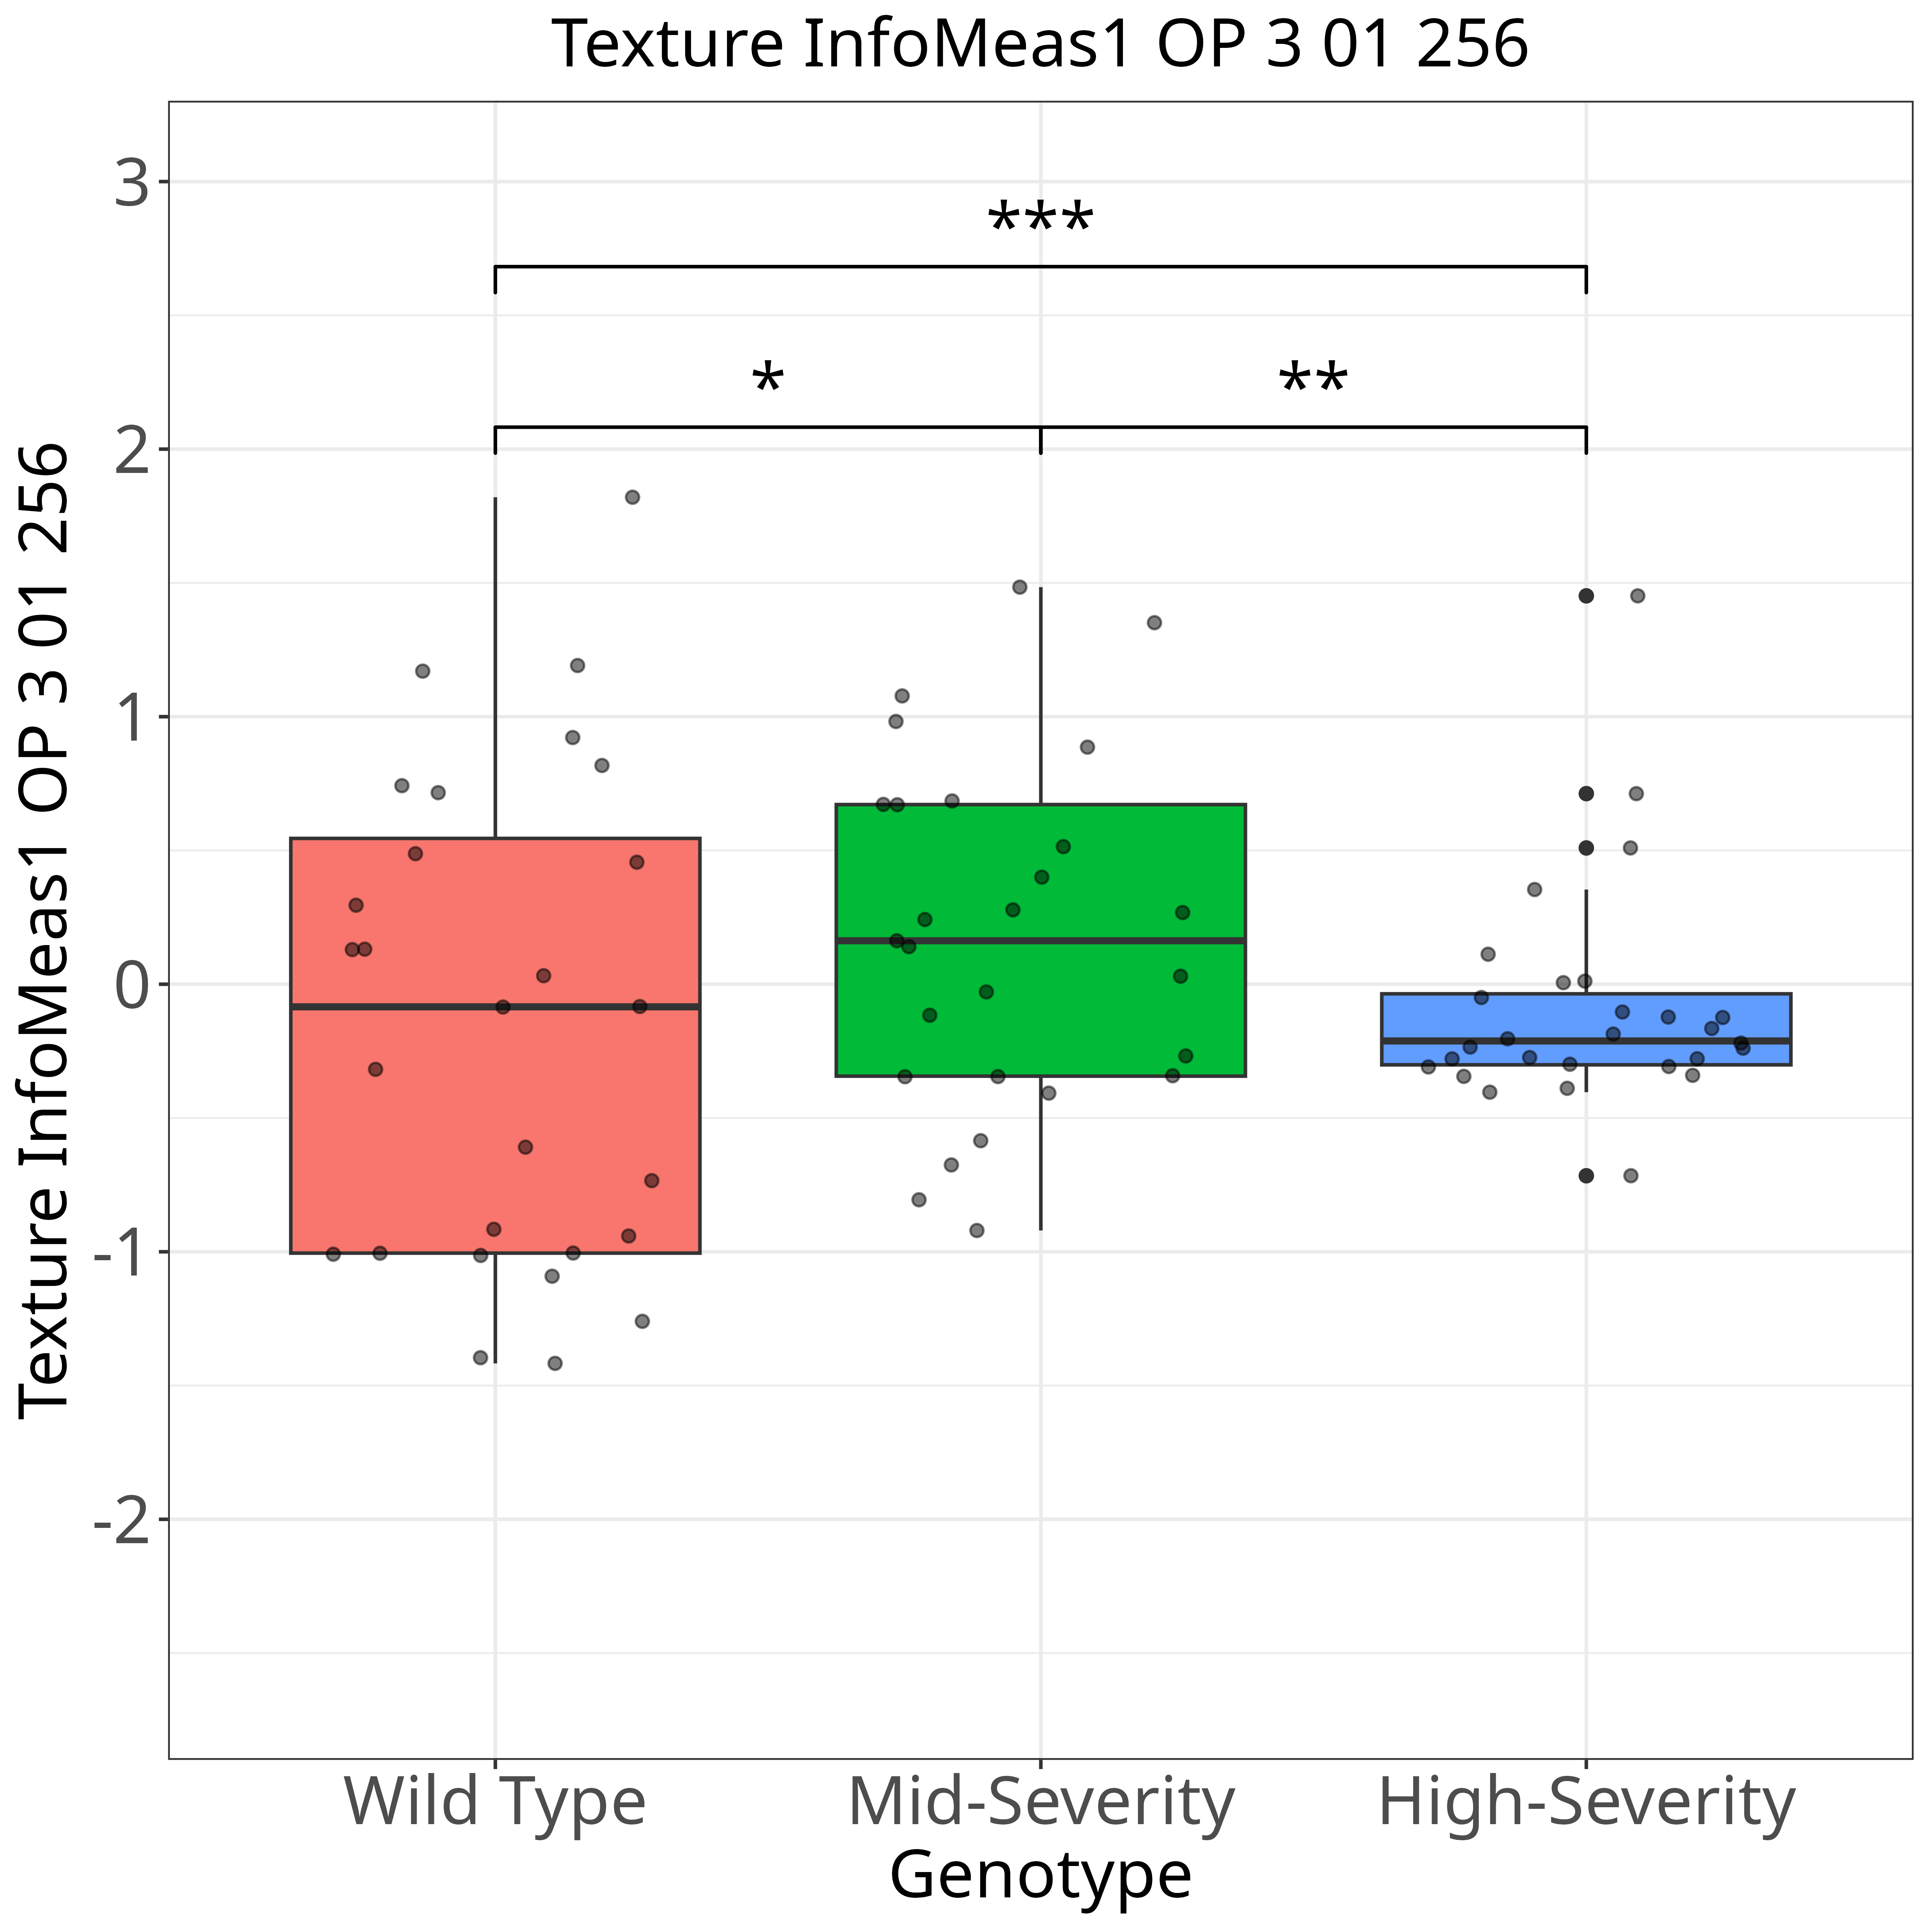 Texture InfoMeas1 OP 3 01 256
Texture InfoMeas1 OP 3 01 256
3
2
1
0
-1
-2
***
*
**
Wild Type
Mid-Severity
High-Severity
Genotype